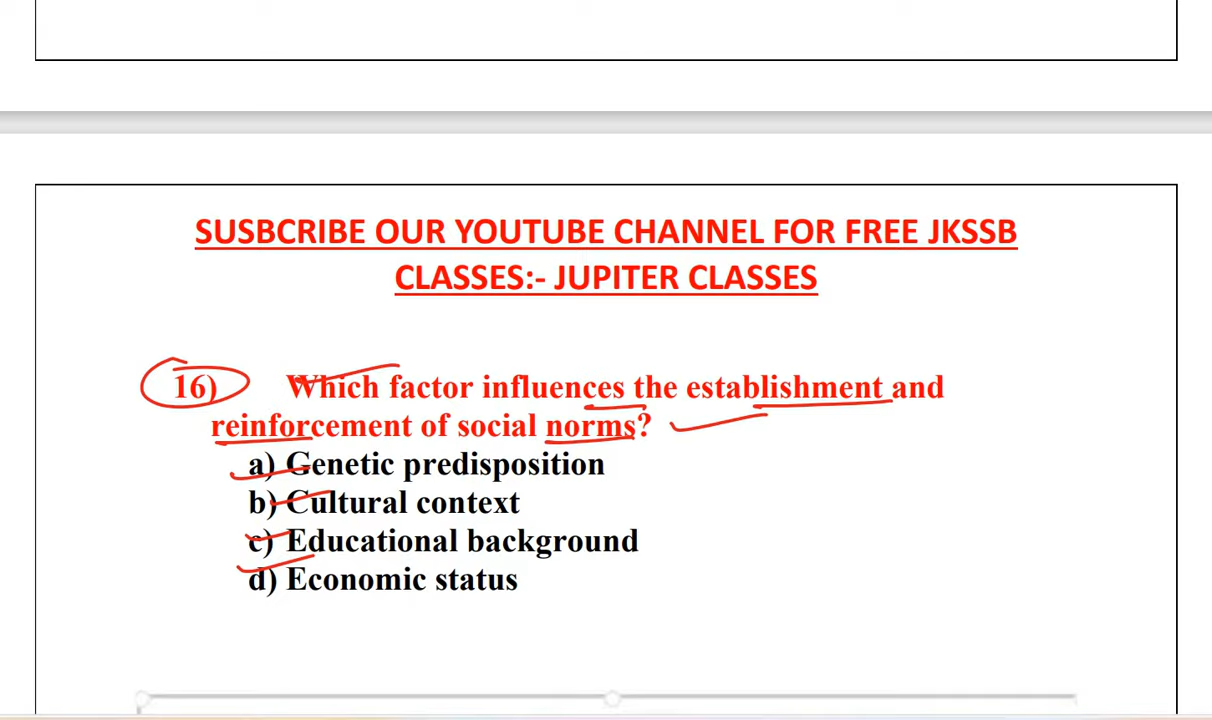 SUSBCRIBE OUR YOUTUBE CHANNEL FOR FREE JKSSB
CLASSES:- JUPITER CLASSES
16) Which factor influences the establishment and
reinforcement of social norms?
a) Genetic predisposition
b) Cultural context
c) Educational background
d) Economic status